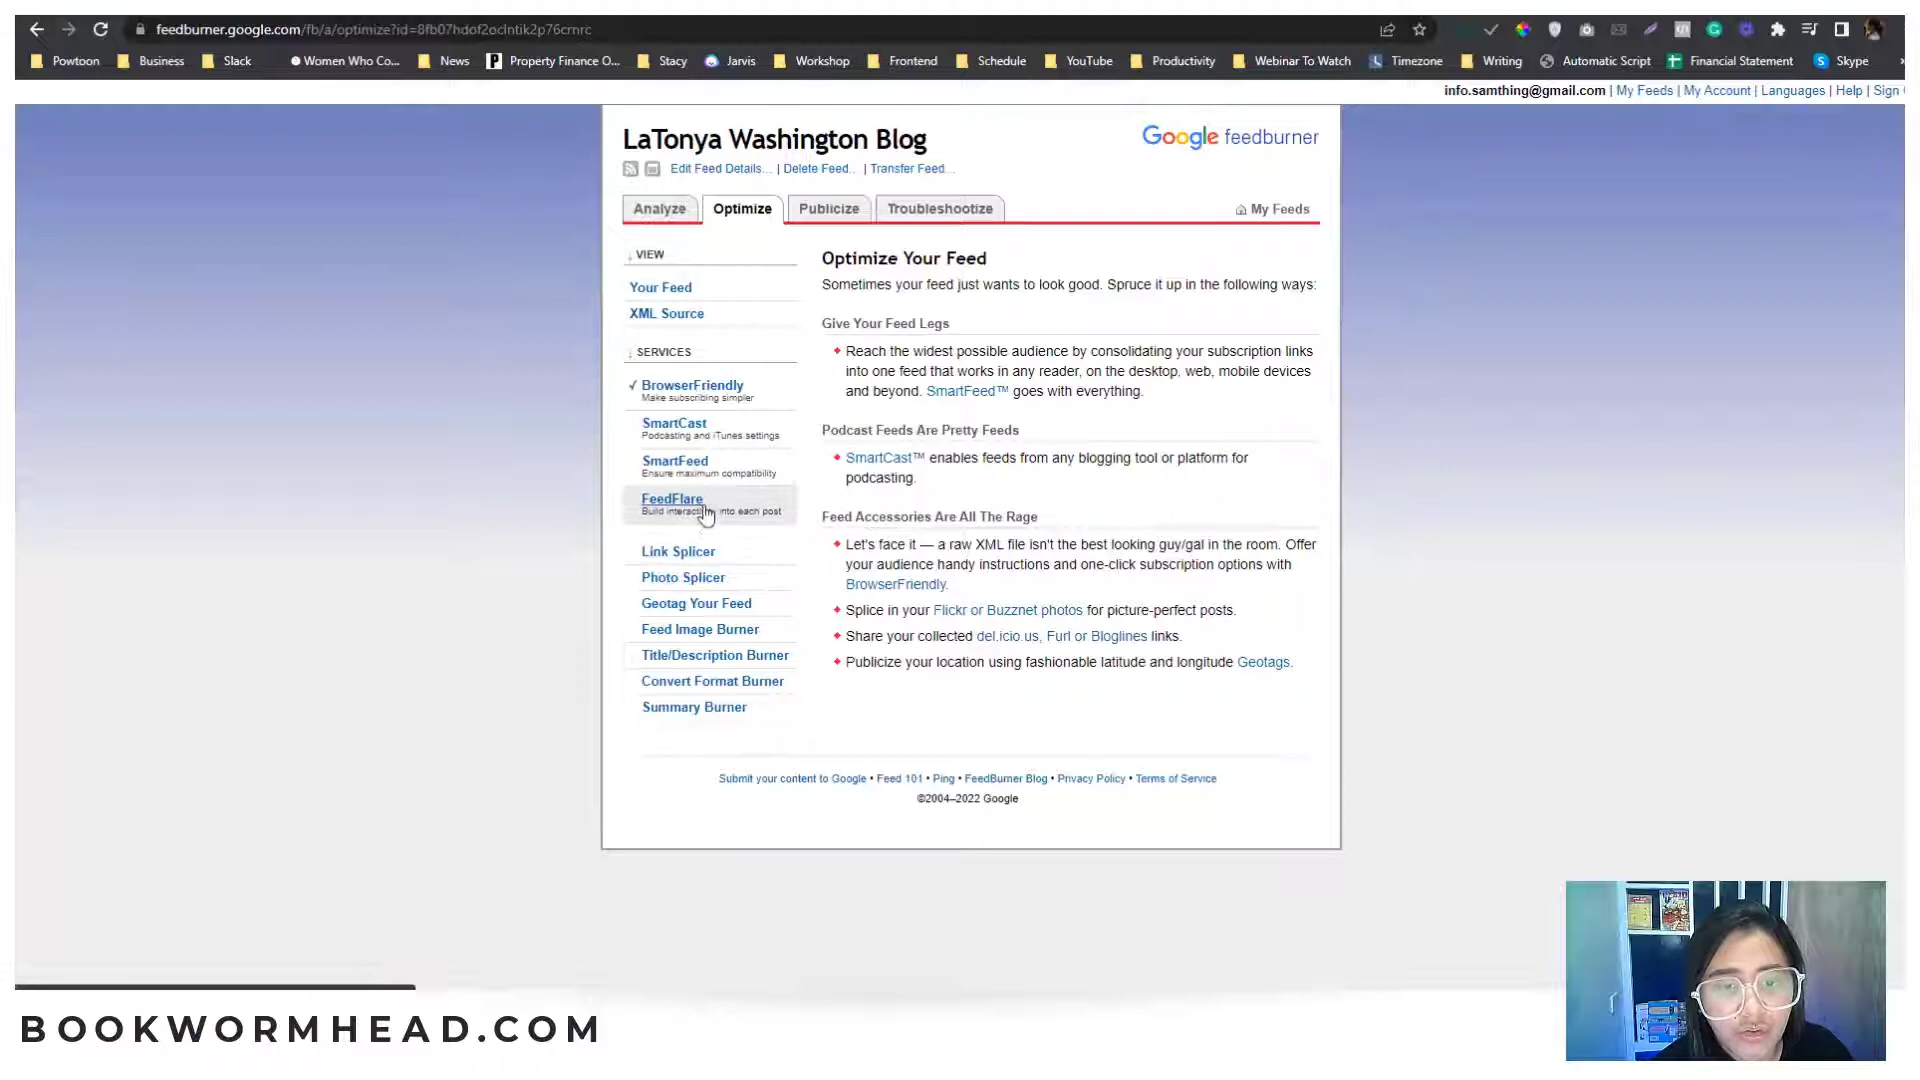 feedburner.google.com/fb/a/optimize?id=8fb07hdof2oclntik2p76crnrc
Powtoon Business Slack Women Who Co... News Property Finance O... Stacy Jarvis Workshop Frontend Schedule YouTube Productivity Webinar To Watch Timezone Writing Automatic Script Financial Statement Skype
info.samthing@gmail.com | My Feeds | My Account | Languages | Help | Sign
LaTonya Washington Blog
Google feedburner
Edit Feed Details... | Delete Feed... | Transfer Feed...
Analyze Optimize Publicize Troubleshootize My Feeds
VIEW
Your Feed
XML Source
SERVICES
BrowserFriendly
Make subscribing simpler
SmartCast
Podcasting and iTunes settings
SmartFeed
Ensure maximum compatibility
FeedFlare
Build into each post
Link Splicer
Photo Splicer
Geotag Your Feed
Feed Image Burner
Title/Description Burner
Convert Format Burner
Summary Burner
Optimize Your Feed
Sometimes your feed just wants to look good. Spruce it up in the following ways:
Give Your Feed Legs
Reach the widest possible audience by consolidating your subscription links
into one feed that works in any reader, on the desktop, web, mobile devices
and beyond. SmartFeed™ goes with everything.
Podcast Feeds Are Pretty Feeds
SmartCast™ enables feeds from any blogging tool or platform for
podcasting.
Feed Accessories Are All The Rage
Let's face it — a raw XML file isn't the best looking guy/gal in the room. Offer
your audience handy instructions and one-click subscription options with
BrowserFriendly.
Splice in your Flickr or Buzznet photos for picture-perfect posts.
Share your collected del.icio.us, Furl or Bloglines links.
Publicize your location using fashionable latitude and longitude Geotags.
Submit your content to Google • Feed 101 • Ping • FeedBurner Blog • Privacy Policy • Terms of Service
©2004–2022 Google
BOOKWORMHEAD.COM